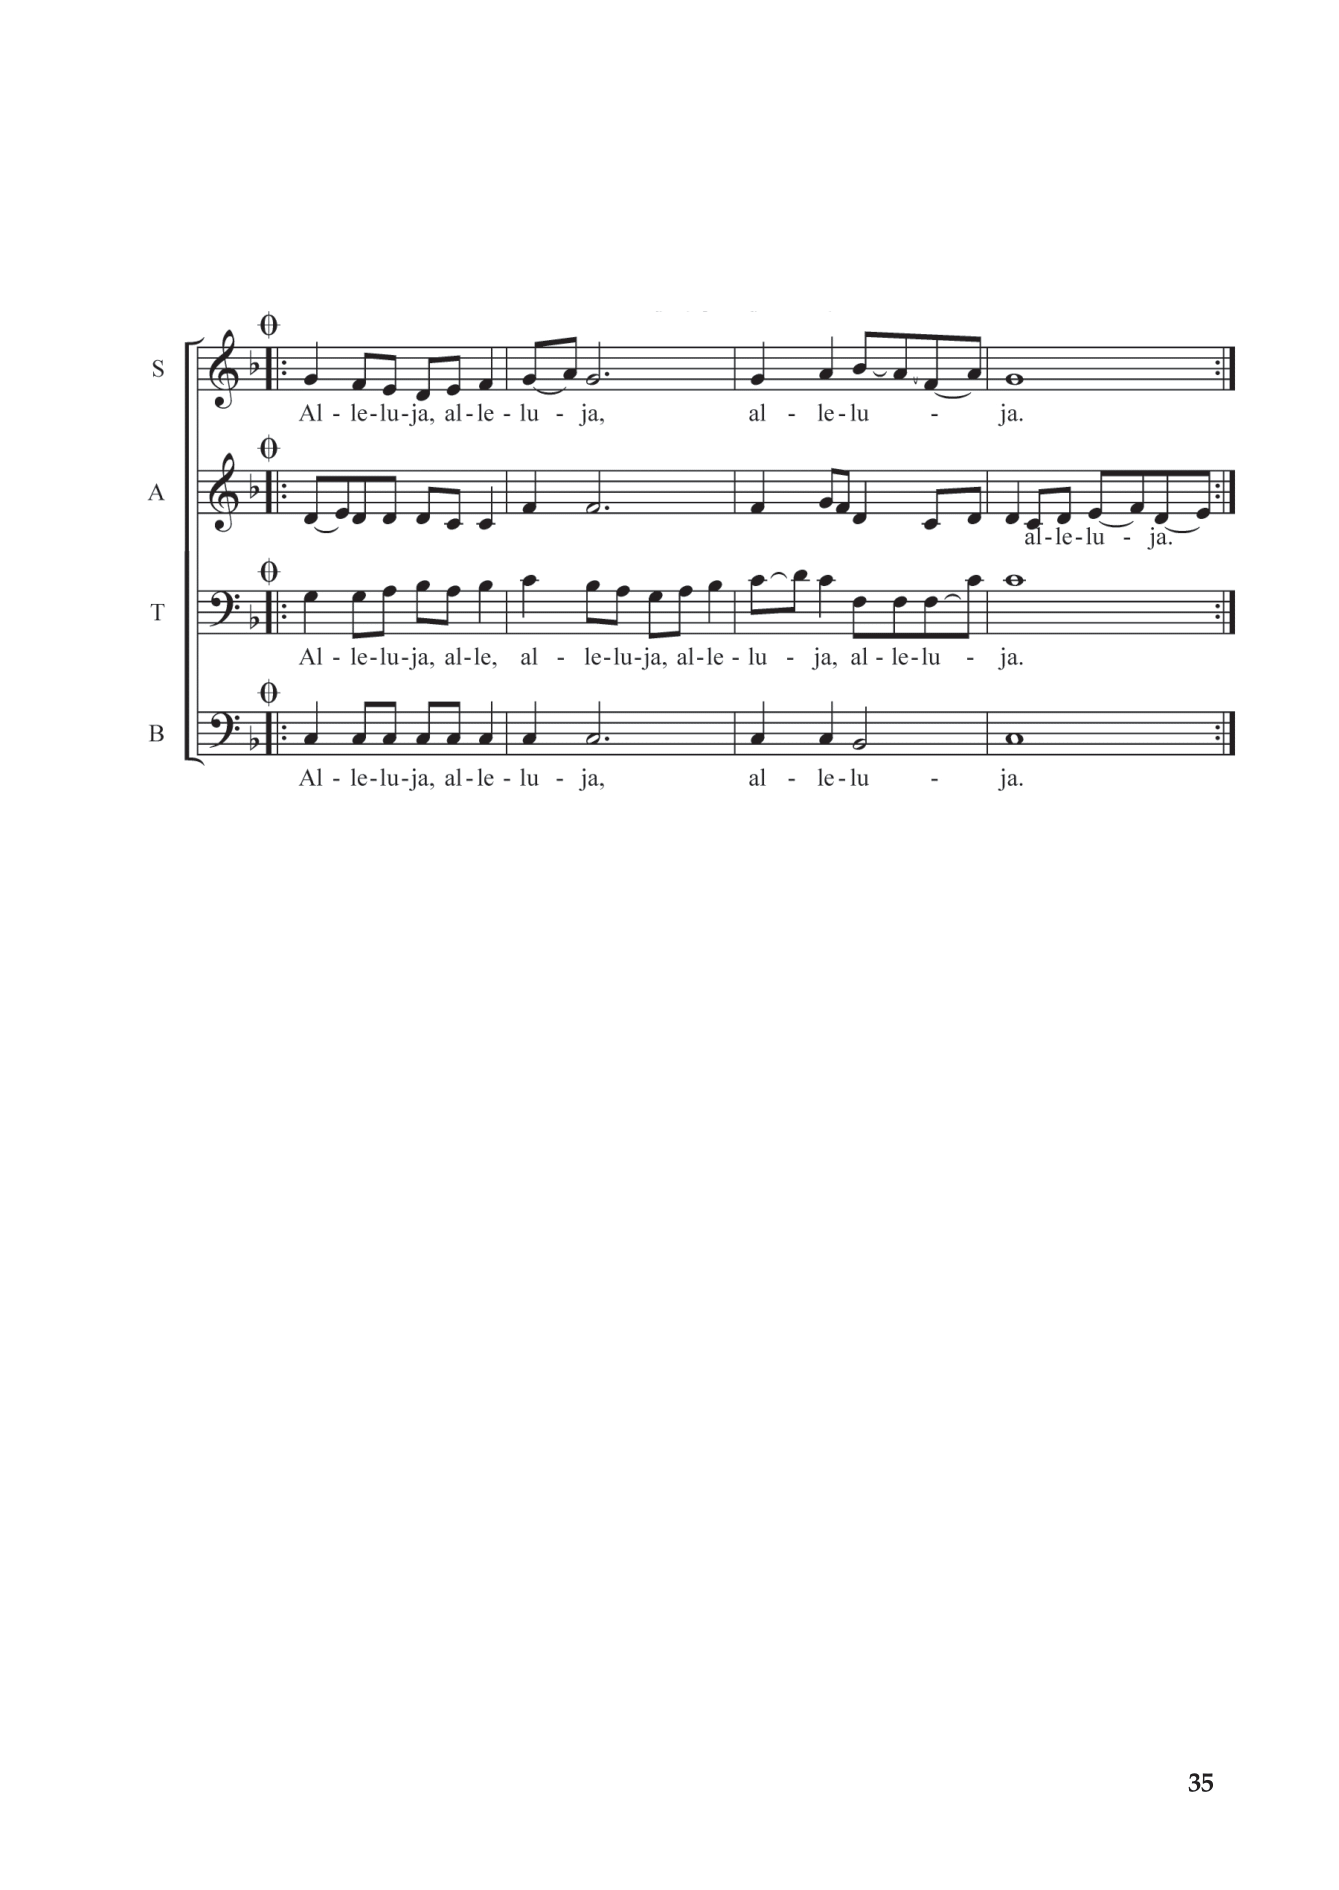 S
Al - le-lu-ja, al-le - lu - ja, al - le-lu - ja.
A
al-le-lu - ja.
T
Al - le-lu-ja, al-le, al - le-lu-ja, al-le - lu - ja, al-le-lu - ja.
B
Al - le-lu-ja, al-le - lu - ja, al - le-lu - ja.
35